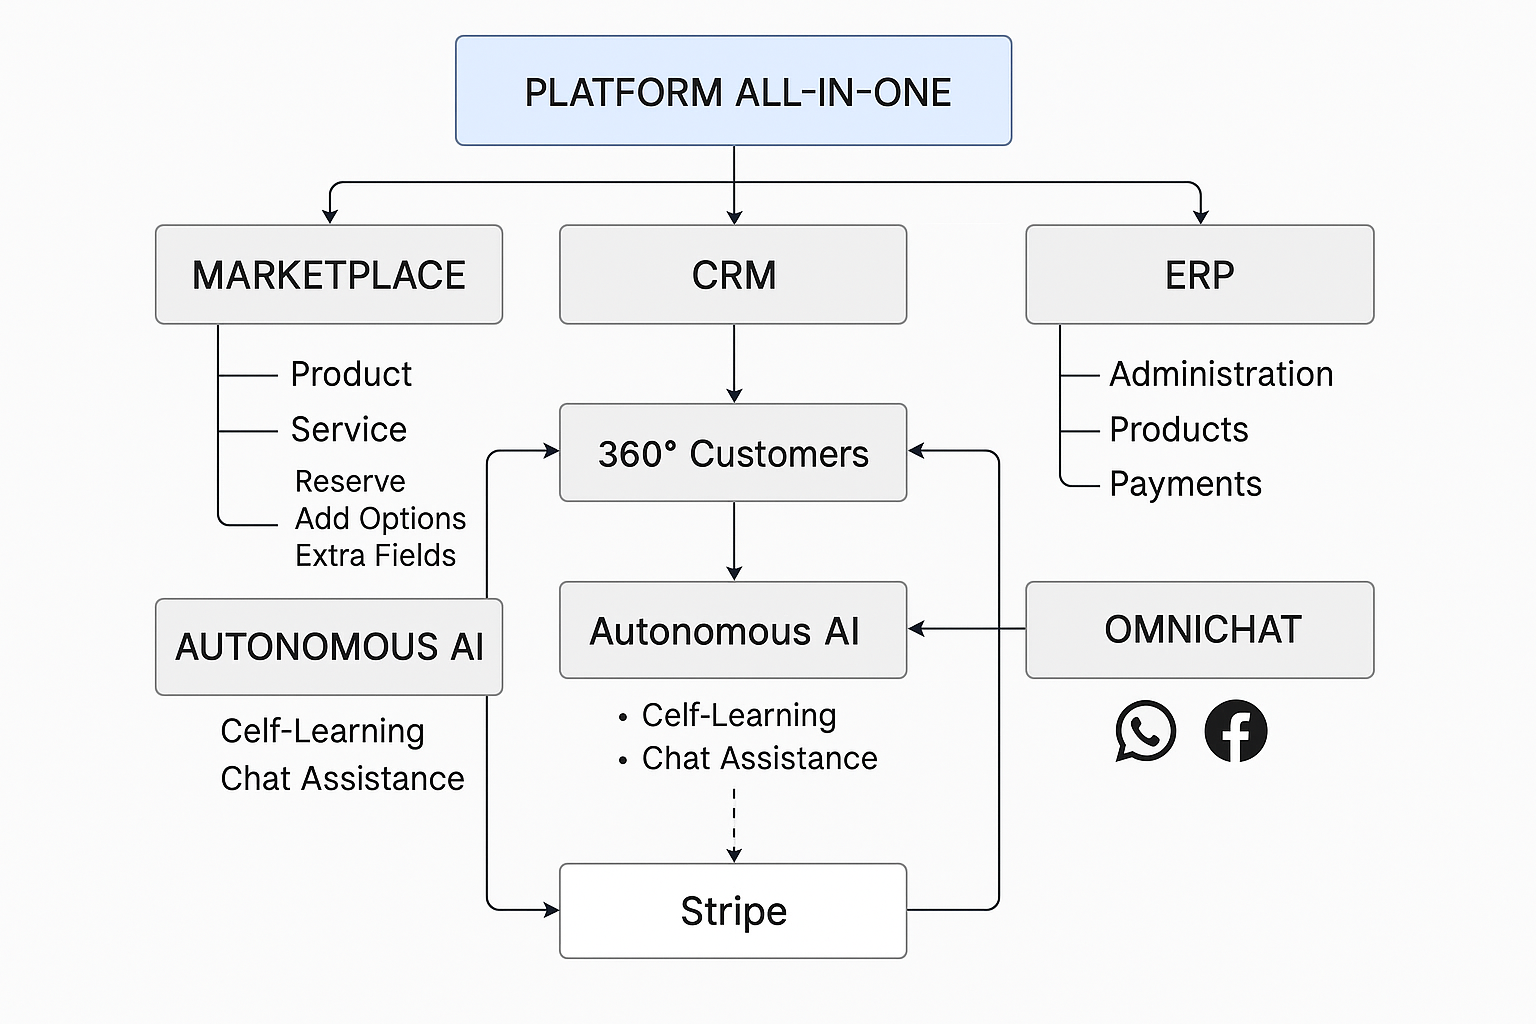 PLATFORM ALL-IN-ONE
MARKETPLACE
CRM
ERP
Product
Service
Reserve
Add Options
Extra Fields
360° Customers
Administration
Products
Payments
AUTONOMOUS AI
Celf-Learning
Chat Assistance
Autonomous AI
• Celf-Learning
• Chat Assistance
OMNICHAT
Stripe